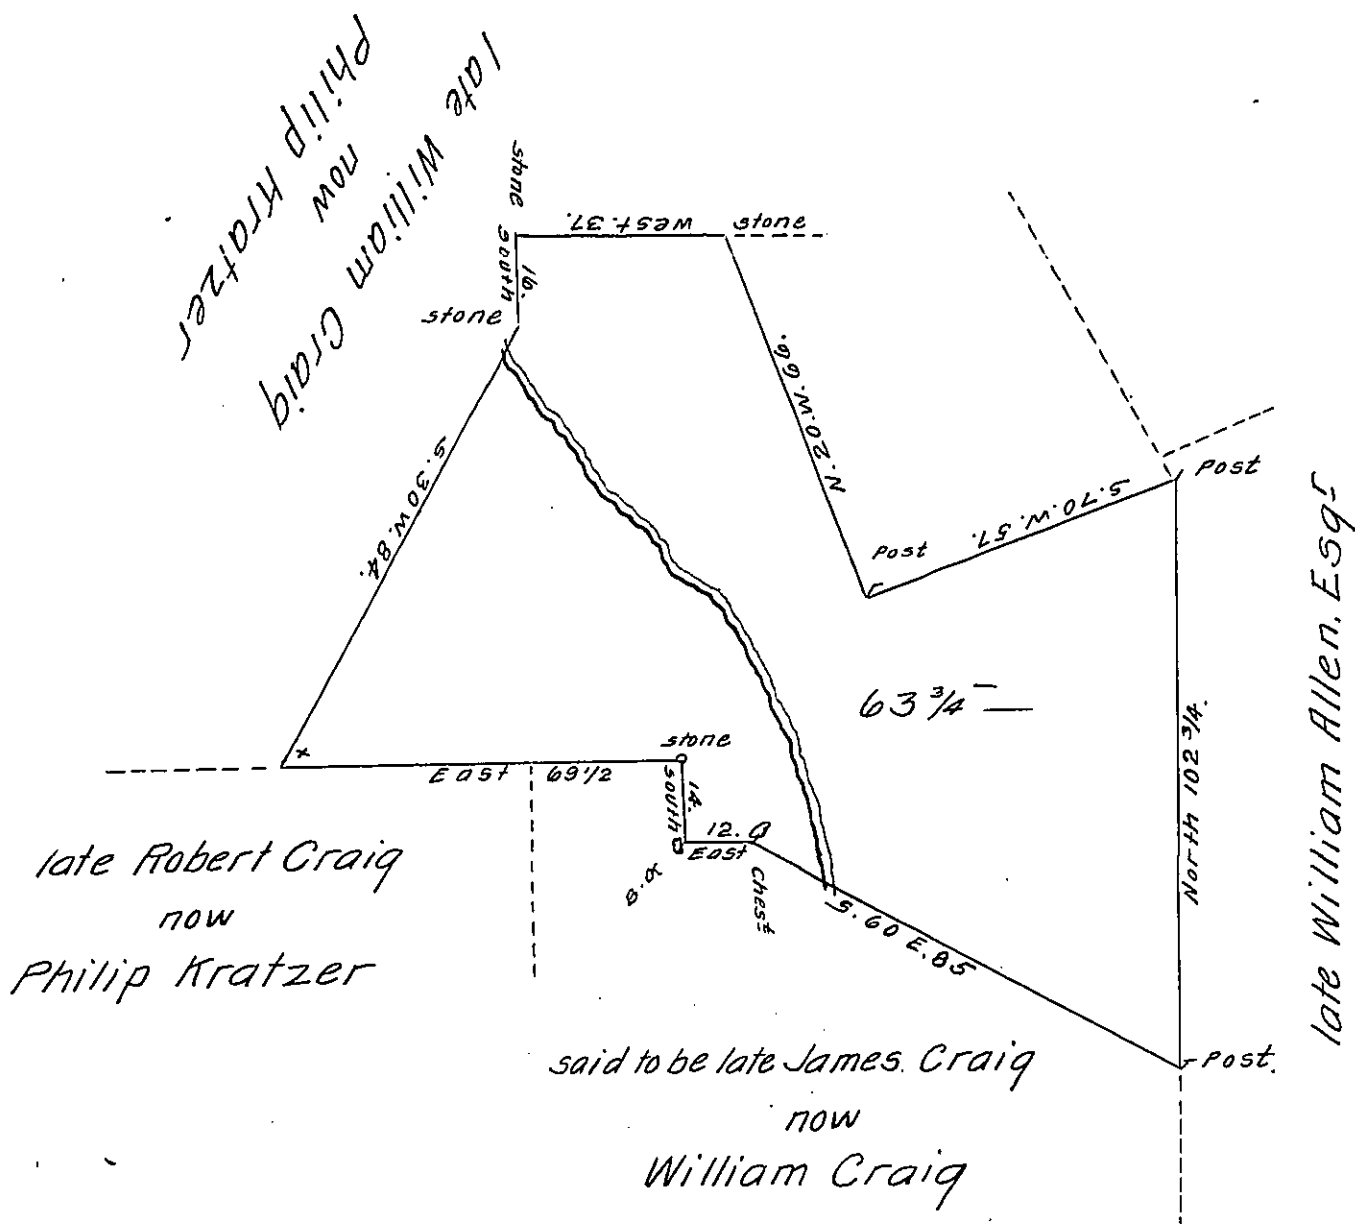 late William Craig
now
Philip Kratzer
stone
West. 37.
stone
South
16.
stone
N. 20. W. 66.
S. 70. W. 57.
Post
Post
S. 30 W. 84.
63 3/4
North 102 3/4.
late William Allen. Esqr
x
East 69 1/2
stone
South
14.
12.
East
Chest
S. 60 E. 85
Post.
late Robert Craig
now
Philip Kratzer
said to be late James. Craig
now
William Craig